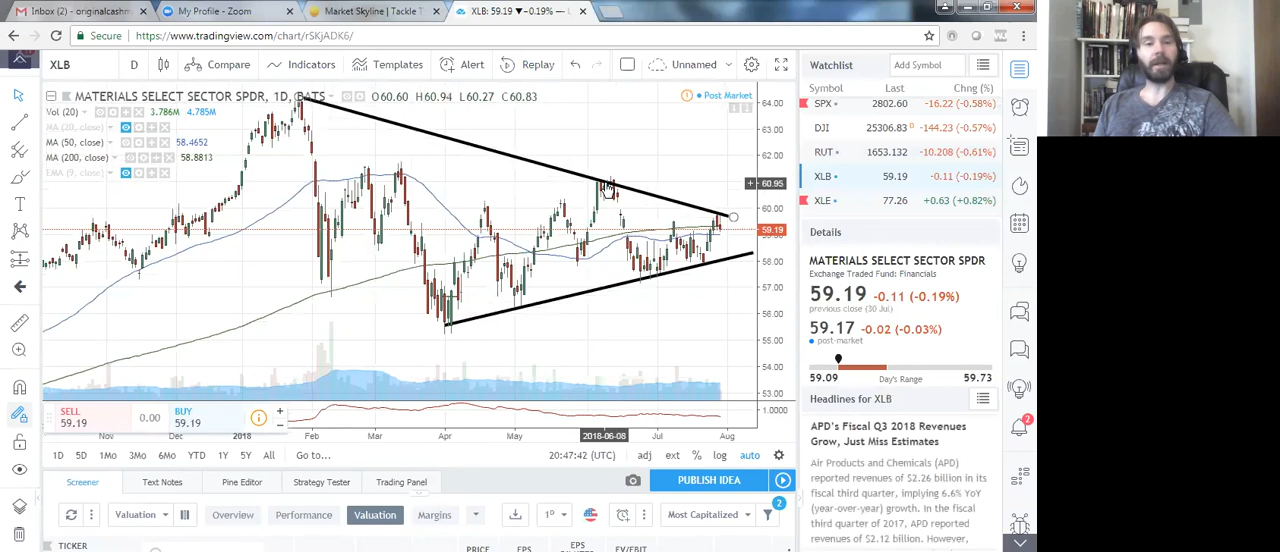 Inbox (2) - originalcashm
My Profile - Zoom
Market Skyline | Tackle T
XLB: 59.19 ▼−0.19% —
Secure
https://www.tradingview.com/chart/rSKjADK6/
XLB
D
Compare
Indicators
Templates
Alert
Replay
Unnamed
MATERIALS SELECT SECTOR SPDR, 1D, BATS
O60.60 H60.94 L60.27 C60.83
Post Market
Vol (20)
3.786M 4.785M
MA (20, close)
MA (50, close)
58.4652
MA (200, close)
58.8813
EMA (9, close)
64.00
63.00
62.00
60.95
60.00
59.19
58.00
57.00
56.00
55.00
54.00
53.00
1.0000
SELL
59.19
0.00
BUY
59.19
Nov
Dec
2018
Feb
Mar
Apr
May
2018-06-08
Jul
Aug
1D 5D 1Mo 3Mo 6Mo YTD 1Y 5Y All Go to...
20:47:42 (UTC)
adj ext % log auto
Screener
Text Notes
Pine Editor
Strategy Tester
Trading Panel
PUBLISH IDEA
Valuation
Overview
Performance
Valuation
Margins
1D
Most Capitalized
2
TICKER
PRICE
EPS
EPS
EV/EBIT
Watchlist
Add Symbol
Symbol
Last
Chng (%)
SPX
2802.60
-16.22 (-0.58%)
DJI
25306.83 D
-144.23 (-0.57%)
RUT
1653.132
-10.208 (-0.61%)
XLB
59.19
-0.11 (-0.19%)
XLE
77.26
+0.63 (+0.82%)
Details
MATERIALS SELECT SECTOR SPDR
Exchange Traded Fund: Financials
59.19 -0.11 (-0.19%)
previous close (30 Jul)
59.17 -0.02 (-0.03%)
post-market
59.09
Day's Range
59.73
Headlines for XLB
APD's Fiscal Q3 2018 Revenues
Grow, Just Miss Estimates
Air Products and Chemicals (APD)
reported revenues of $2.26 billion in its
fiscal third quarter, implying 6.6% YoY
(year-over-year) growth. In the fiscal
third quarter of 2017, APD reported
revenues of $2.12 billion. However,
2